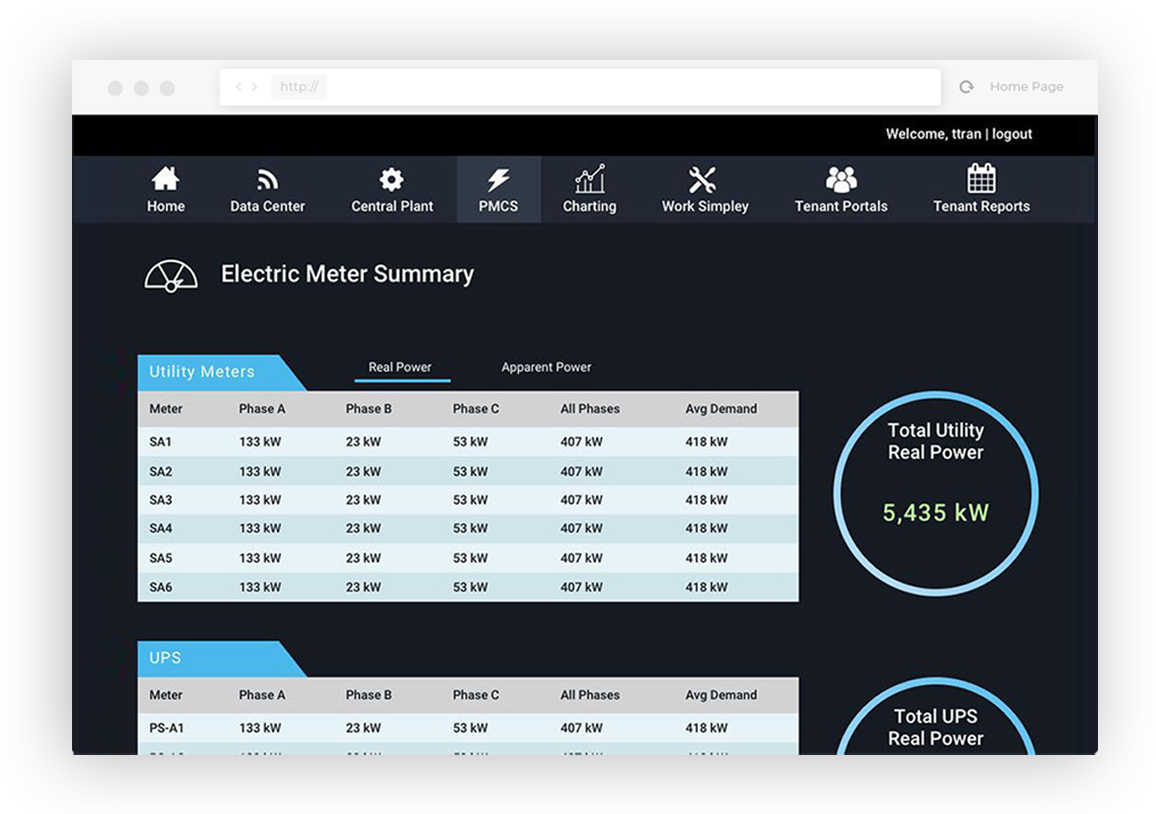 http://
Home Page
Welcome, ttran | logout
Home Data Center Central Plant PMCS Charting Work Simpley Tenant Portals Tenant Reports
Electric Meter Summary
Utility Meters Real Power Apparent Power
Meter Phase A Phase B Phase C All Phases Avg Demand
SA1 133 kW 23 kW 53 kW 407 kW 418 kW
SA2 133 kW 23 kW 53 kW 407 kW 418 kW
SA3 133 kW 23 kW 53 kW 407 kW 418 kW
SA4 133 kW 23 kW 53 kW 407 kW 418 kW
SA5 133 kW 23 kW 53 kW 407 kW 418 kW
SA6 133 kW 23 kW 53 kW 407 kW 418 kW
Total Utility
Real Power
5,435 kW
UPS
Meter Phase A Phase B Phase C All Phases Avg Demand
PS-A1 133 kW 23 kW 53 kW 407 kW 418 kW
Total UPS
Real Power